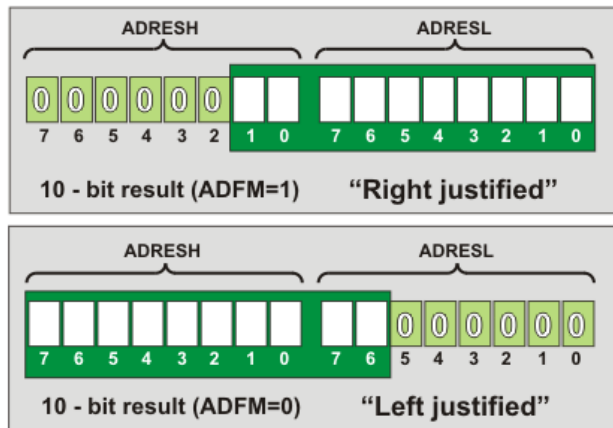 ADRESH ADRESL
0 0 0 0 0 0
7 6 5 4 3 2 1 0 7 6 5 4 3 2 1 0
10 - bit result (ADFM=1) “Right justified”
ADRESH ADRESL
0 0 0 0 0 0
7 6 5 4 3 2 1 0 7 6 5 4 3 2 1 0
10 - bit result (ADFM=0) “Left justified”